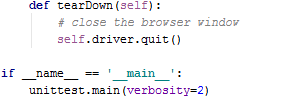 def tearDown(self):
# close the browser window
self.driver.quit()
if __name__ == '__main__':
unittest.main(verbosity=2)